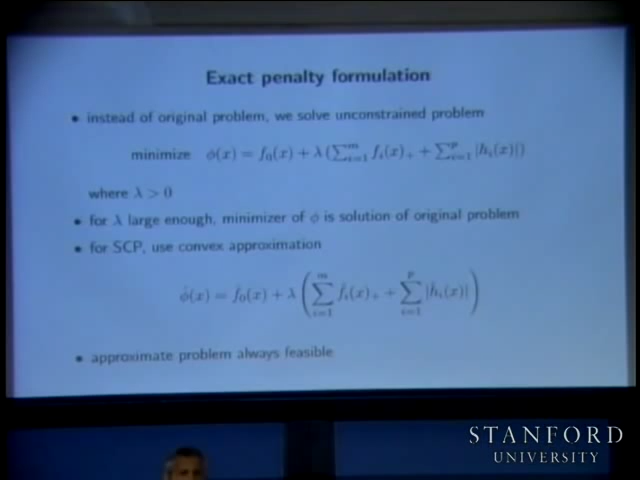 Exact penalty formulation
• instead of original problem, we solve unconstrained problem
minimize φ(x) = f₀(x) + λ(∑ᵢ₌₁ᵐ fᵢ(x)₊ + ∑ᵢ₌₁ᵖ |hᵢ(x)|)
where λ > 0
• for λ large enough, minimizer of φ is solution of original problem
• for SCP, use convex approximation
φ̂(x) = f̂₀(x) + λ(∑ᵢ₌₁ᵐ f̂ᵢ(x)₊ + ∑ᵢ₌₁ᵖ |ĥᵢ(x)|)
• approximate problem always feasible
STANFORD
UNIVERSITY